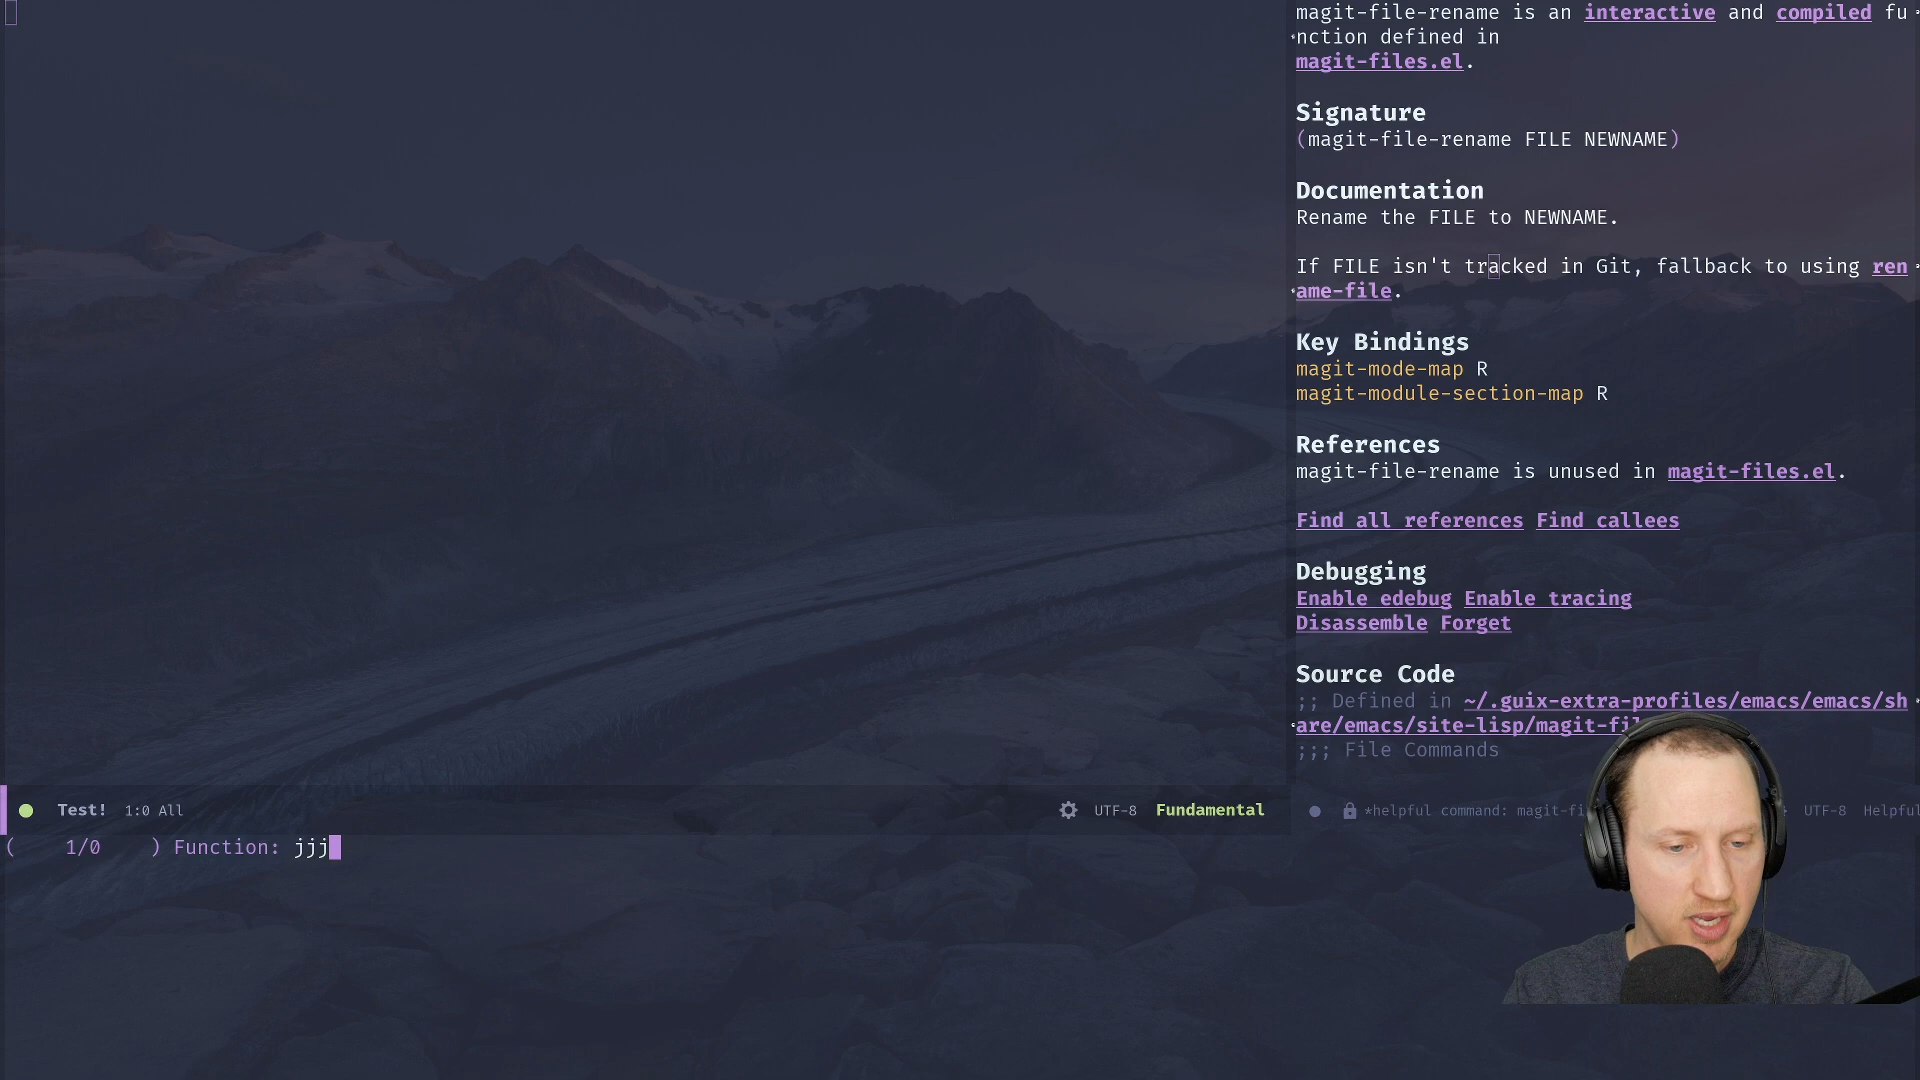 magit-file-rename is an interactive and compiled fu
nction defined in
magit-files.el.
Signature
(magit-file-rename FILE NEWNAME)
Documentation
Rename the FILE to NEWNAME.
If FILE isn't tracked in Git, fallback to using ren
ame-file.
Key Bindings
magit-mode-map R
magit-module-section-map R
References
magit-file-rename is unused in magit-files.el.
Find all references Find callees
Debugging
Enable edebug Enable tracing
Disassemble Forget
Source Code
;; Defined in ~/.guix-extra-profiles/emacs/emacs/sh
are/emacs/site-lisp/magit-fil
;;; File Commands
Test! 1:0 All UTF-8 Fundamental
*helpful command: magit-fi UTF-8 Helpful
( 1/0 ) Function: jjj